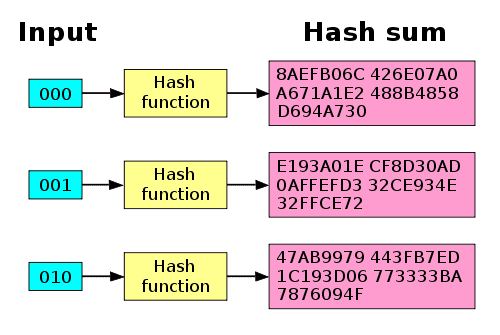 Input
Hash sum
000
Hash
function
8AEFB06C 426E07A0
A671A1E2 488B4858
D694A730
001
Hash
function
E193A01E CF8D30AD
0AFFEFD3 32CE934E
32FFCE72
010
Hash
function
47AB9979 443FB7ED
1C193D06 773333BA
7876094F